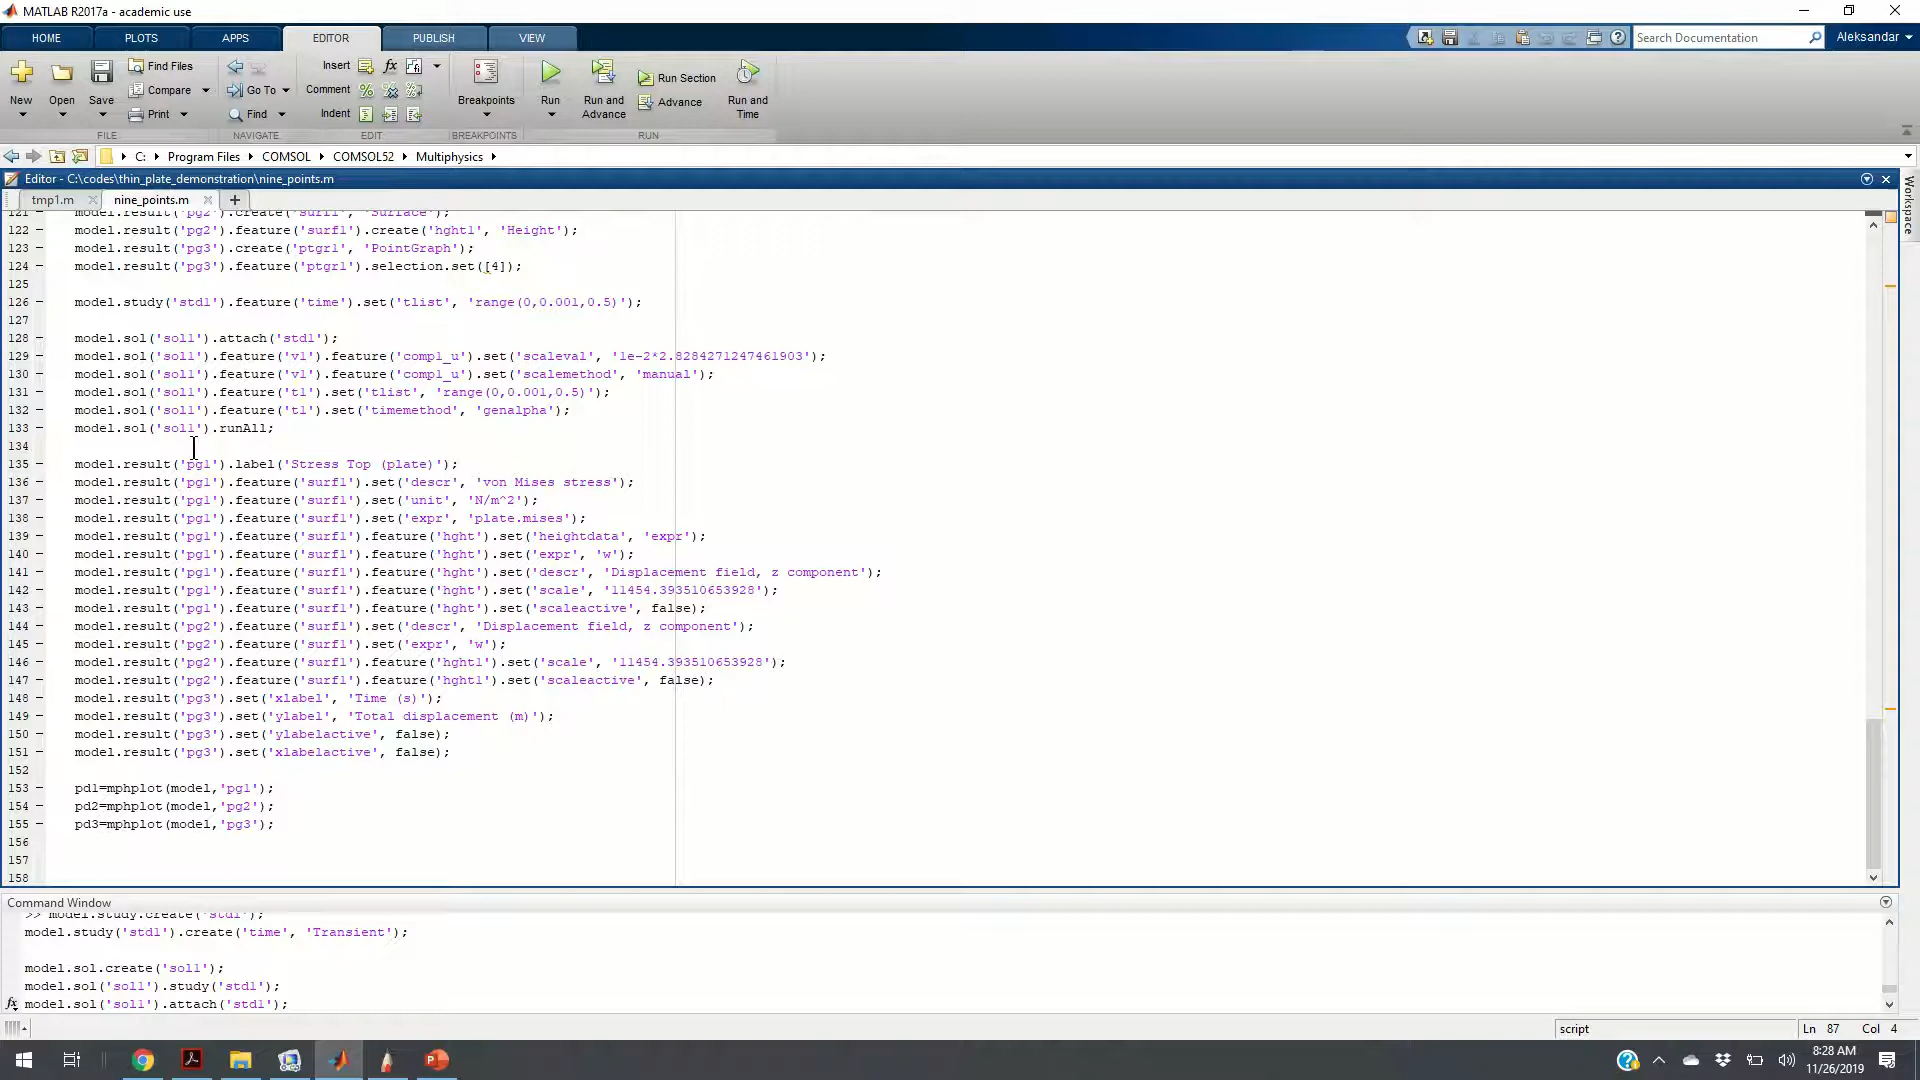 MATLAB R2017a - academic use
HOME PLOTS APPS EDITOR PUBLISH VIEW Search Documentation Aleksandar
New Open Save Find Files Compare Print Go To Find Insert fx Comment Indent Breakpoints Run Run and Advance Run Section Advance Run and Time
FILE NAVIGATE EDIT BREAKPOINTS RUN
C: Program Files COMSOL COMSOL52 Multiphysics
Editor - C:\codes\thin_plate_demonstration\nine_points.m
Workspace
tmp1.m nine_points.m
121 model.result('pg2').create('surf1', 'Surface');
122 model.result('pg2').feature('surf1').create('hght1', 'Height');
123 model.result('pg3').create('ptgr1', 'PointGraph');
124 model.result('pg3').feature('ptgr1').selection.set([4]);
125
126 model.study('std1').feature('time').set('tlist', 'range(0,0.001,0.5)');
127
128 model.sol('sol1').attach('std1');
129 model.sol('sol1').feature('v1').feature('comp1_u').set('scaleval', '1e-2*2.8284271247461903');
130 model.sol('sol1').feature('v1').feature('comp1_u').set('scalemethod', 'manual');
131 model.sol('sol1').feature('t1').set('tlist', 'range(0,0.001,0.5)');
132 model.sol('sol1').feature('t1').set('timemethod', 'genalpha');
133 model.sol('sol1').runAll;
134
135 model.result('pg1').label('Stress Top (plate)');
136 model.result('pg1').feature('surf1').set('descr', 'von Mises stress');
137 model.result('pg1').feature('surf1').set('unit', 'N/m^2');
138 model.result('pg1').feature('surf1').set('expr', 'plate.mises');
139 model.result('pg1').feature('surf1').feature('hght').set('heightdata', 'expr');
140 model.result('pg1').feature('surf1').feature('hght').set('expr', 'w');
141 model.result('pg1').feature('surf1').feature('hght').set('descr', 'Displacement field, z component');
142 model.result('pg1').feature('surf1').feature('hght').set('scale', '11454.393510653928');
143 model.result('pg1').feature('surf1').feature('hght').set('scaleactive', false);
144 model.result('pg2').feature('surf1').set('descr', 'Displacement field, z component');
145 model.result('pg2').feature('surf1').set('expr', 'w');
146 model.result('pg2').feature('surf1').feature('hght1').set('scale', '11454.393510653928');
147 model.result('pg2').feature('surf1').feature('hght1').set('scaleactive', false);
148 model.result('pg3').set('xlabel', 'Time (s)');
149 model.result('pg3').set('ylabel', 'Total displacement (m)');
150 model.result('pg3').set('ylabelactive', false);
151 model.result('pg3').set('xlabelactive', false);
152
153 pd1=mphplot(model,'pg1');
154 pd2=mphplot(model,'pg2');
155 pd3=mphplot(model,'pg3');
156
157
158
Command Window
>> model.study.create('std1');
model.study('std1').create('time', 'Transient');
model.sol.create('sol1');
model.sol('sol1').study('std1');
fx model.sol('sol1').attach('std1');
script Ln 87 Col 4
8:28 AM
11/26/2019